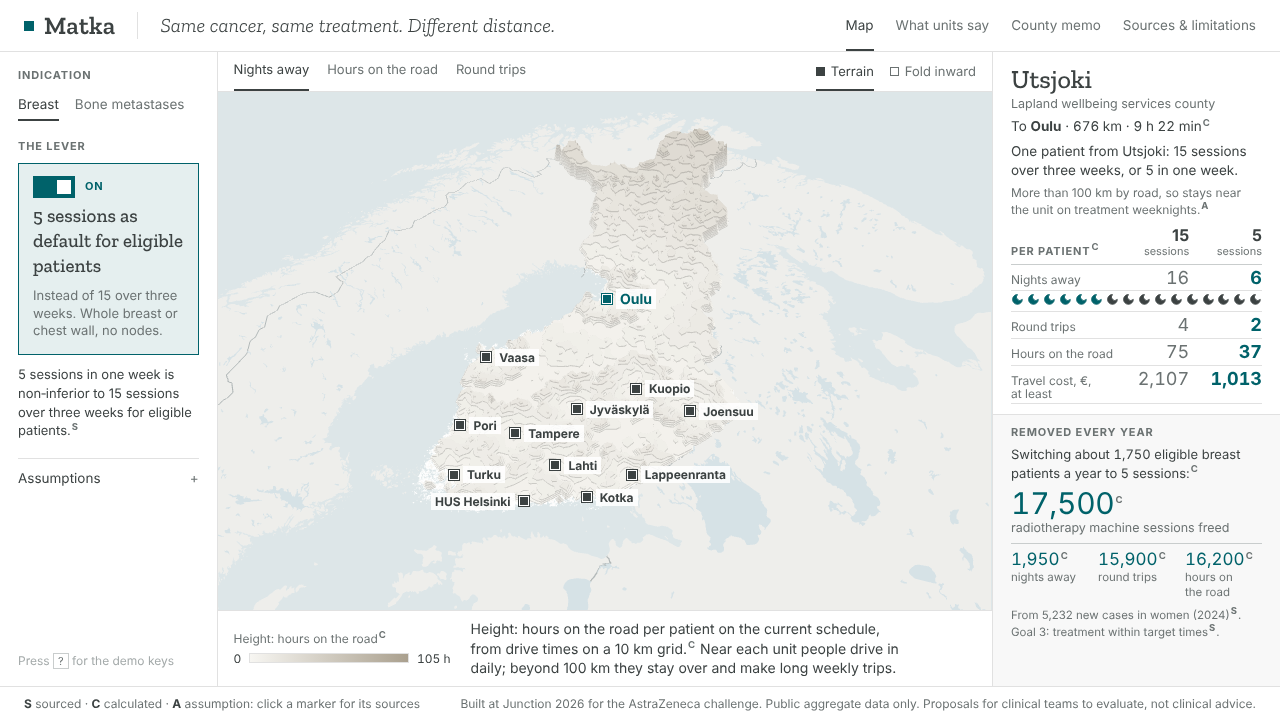 Matka
Same cancer, same treatment. Different distance.
Map
What units say
County memo
Sources & limitations
INDICATION
Breast
Bone metastases
THE LEVER
ON
5 sessions as
default for eligible
patients
Instead of 15 over three
weeks. Whole breast or
chest wall, no nodes.
5 sessions in one week is
non-inferior to 15 sessions
over three weeks for eligible
patients.S
Assumptions +
Press ? for the demo keys
Nights away
Hours on the road
Round trips
Terrain
Fold inward
Oulu
Vaasa
Kuopio
Jyväskylä
Joensuu
Pori
Tampere
Lahti
Turku
Lappeenranta
HUS Helsinki
Kotka
Height: hours on the roadC
0 105 h
Height: hours on the road per patient on the current schedule,
from drive times on a 10 km grid.C Near each unit people drive in
daily; beyond 100 km they stay over and make long weekly trips.
Utsjoki
Lapland wellbeing services county
To Oulu · 676 km · 9 h 22 minC
One patient from Utsjoki: 15 sessions
over three weeks, or 5 in one week.
More than 100 km by road, so stays near
the unit on treatment weeknights.A
PER PATIENTC
15 sessions
5 sessions
Nights away 16 6
Round trips 4 2
Hours on the road 75 37
Travel cost, €, at least 2,107 1,013
REMOVED EVERY YEAR
Switching about 1,750 eligible breast
patients a year to 5 sessions:C
17,500C
radiotherapy machine sessions freed
1,950C
nights away
15,900C
round trips
16,200C
hours on
the road
From 5,232 new cases in women (2024)S.
Goal 3: treatment within target timesS.
S sourced · C calculated · A assumption: click a marker for its sources
Built at Junction 2026 for the AstraZeneca challenge. Public aggregate data only. Proposals for clinical teams to evaluate, not clinical advice.